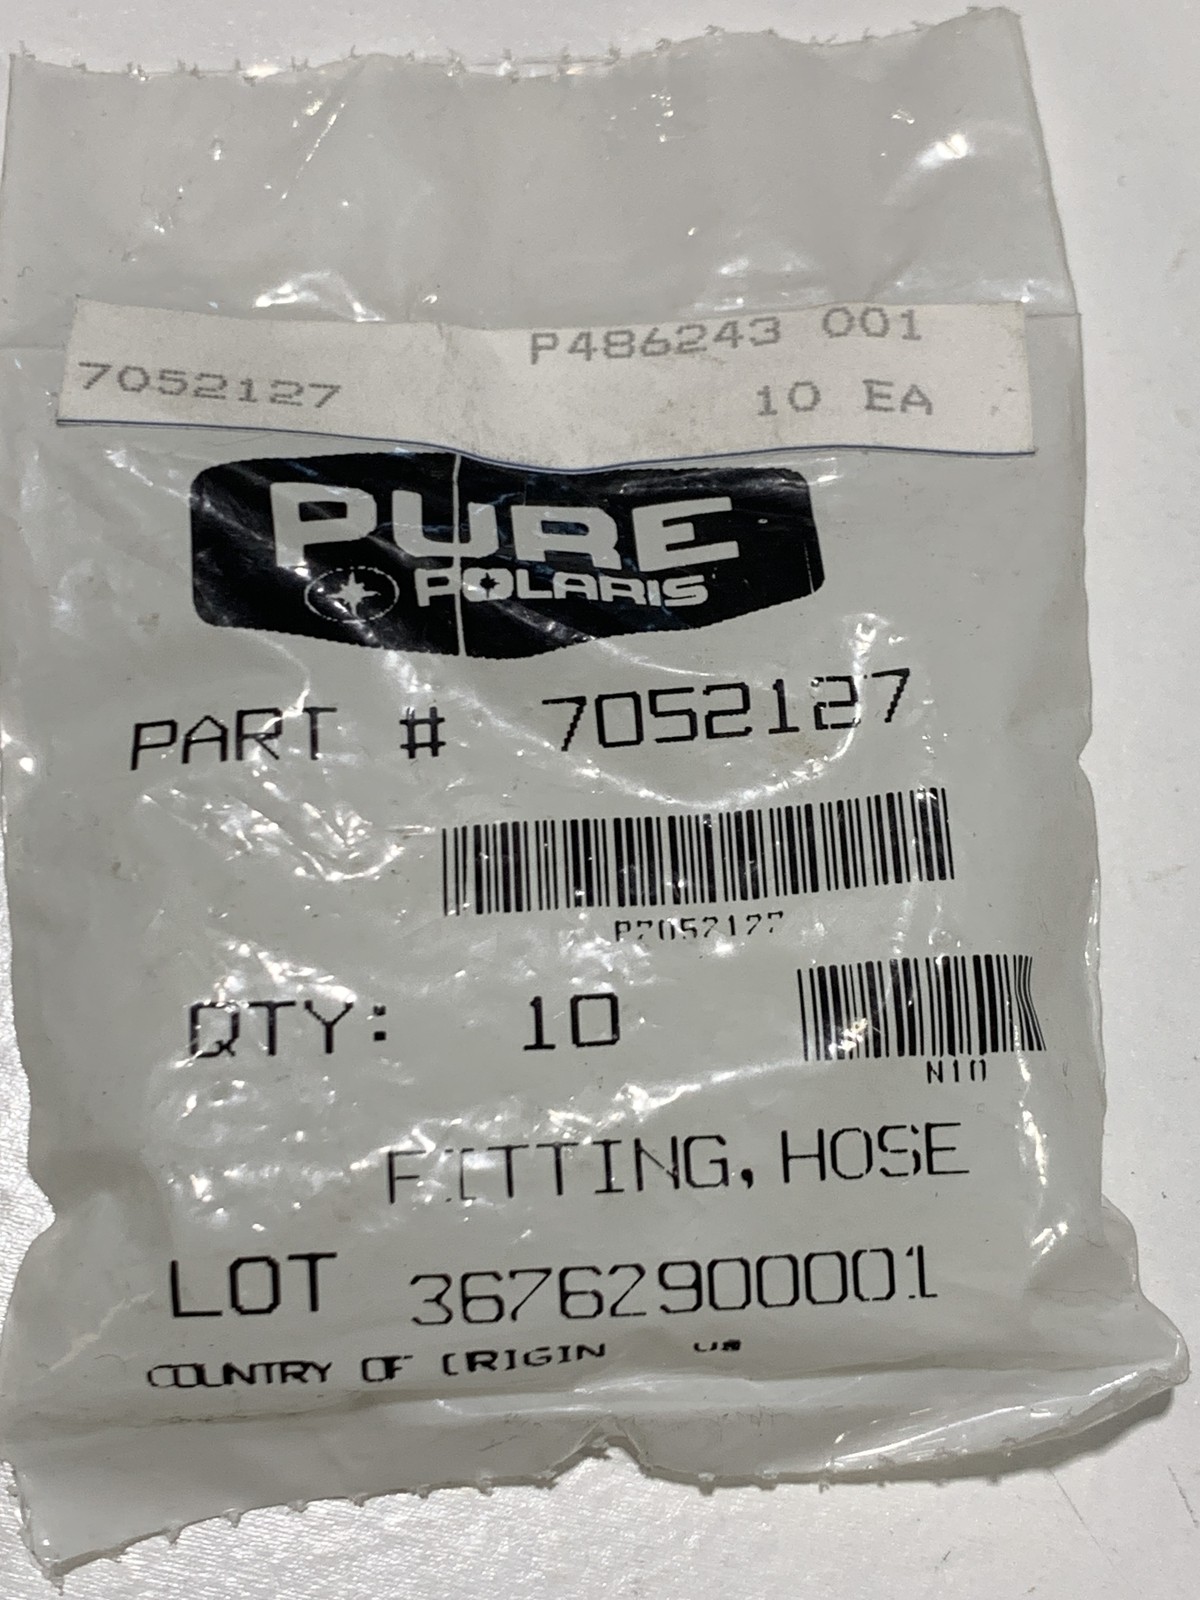 P486243 001
7052127 10 EA
PURE
POLARIS
PART # 7052127
P7052127
QTY: 10
N10
FITTING, HOSE
LOT 36762900001
COUNTRY OF ORIGIN